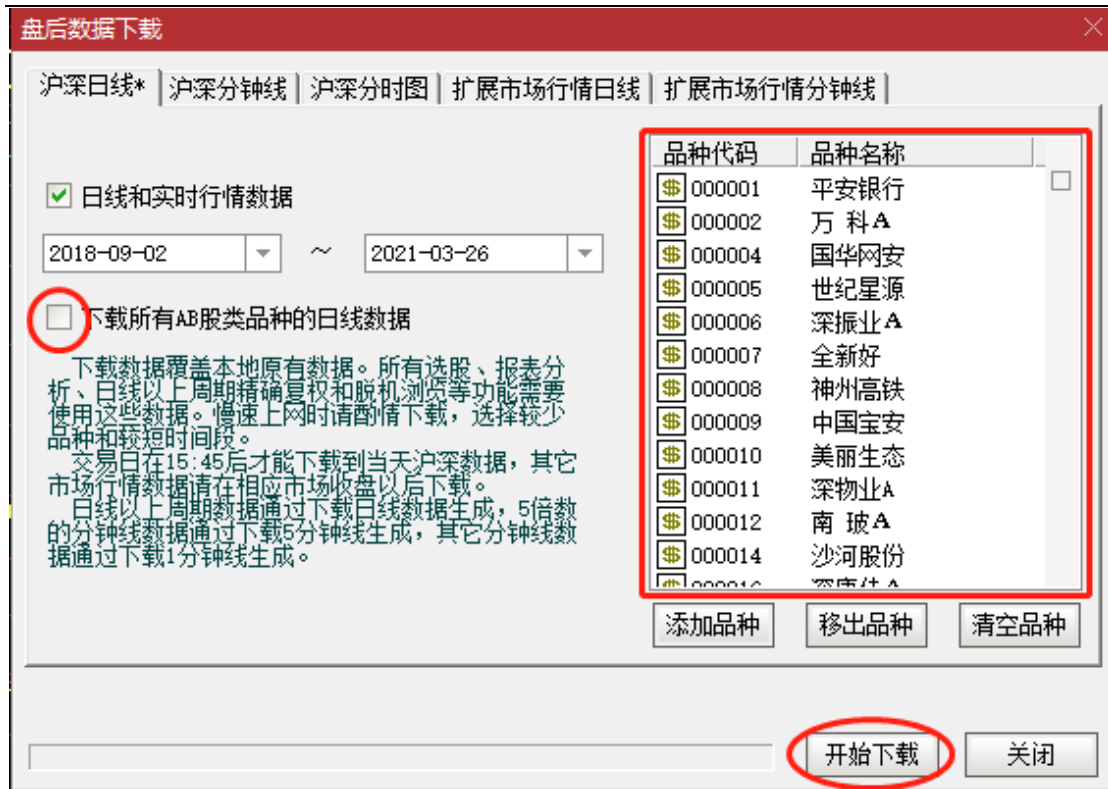 盘后数据下载
沪深日线* 沪深分钟线 沪深分时图 扩展市场行情日线 扩展市场行情分钟线
日线和实时行情数据
2018-09-02 ~ 2021-03-26
下载所有AB股类品种的日线数据
下载数据覆盖本地原有数据。所有选股、报表分
析、日线以上周期精确复权和脱机浏览等功能需要
使用这些数据。慢速上网时请酌情下载，选择较少
品种和较短时间段。
交易日在15:45后才能下载到当天沪深数据，其它
市场行情数据请在相应市场收盘以后下载。
日线以上周期数据通过下载日线数据生成，5倍数
的分钟线数据通过下载5分钟线生成，其它分钟线数
据通过下载1分钟线生成。
品种代码 品种名称
000001 平安银行
000002 万 科A
000004 国华网安
000005 世纪星源
000006 深振业A
000007 全新好
000008 神州高铁
000009 中国宝安
000010 美丽生态
000011 深物业A
000012 南 玻A
000014 沙河股份
添加品种 移出品种 清空品种
开始下载 关闭